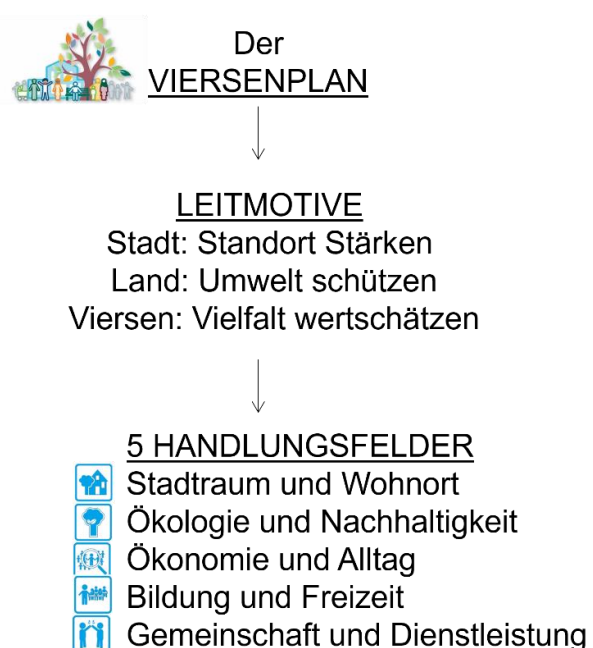 Der
VIERSENPLAN
LEITMOTIVE
Stadt: Standort Stärken
Land: Umwelt schützen
Viersen: Vielfalt wertschätzen
5 HANDLUNGSFELDER
Stadtraum und Wohnort
Ökologie und Nachhaltigkeit
Ökonomie und Alltag
Bildung und Freizeit
Gemeinschaft und Dienstleistung